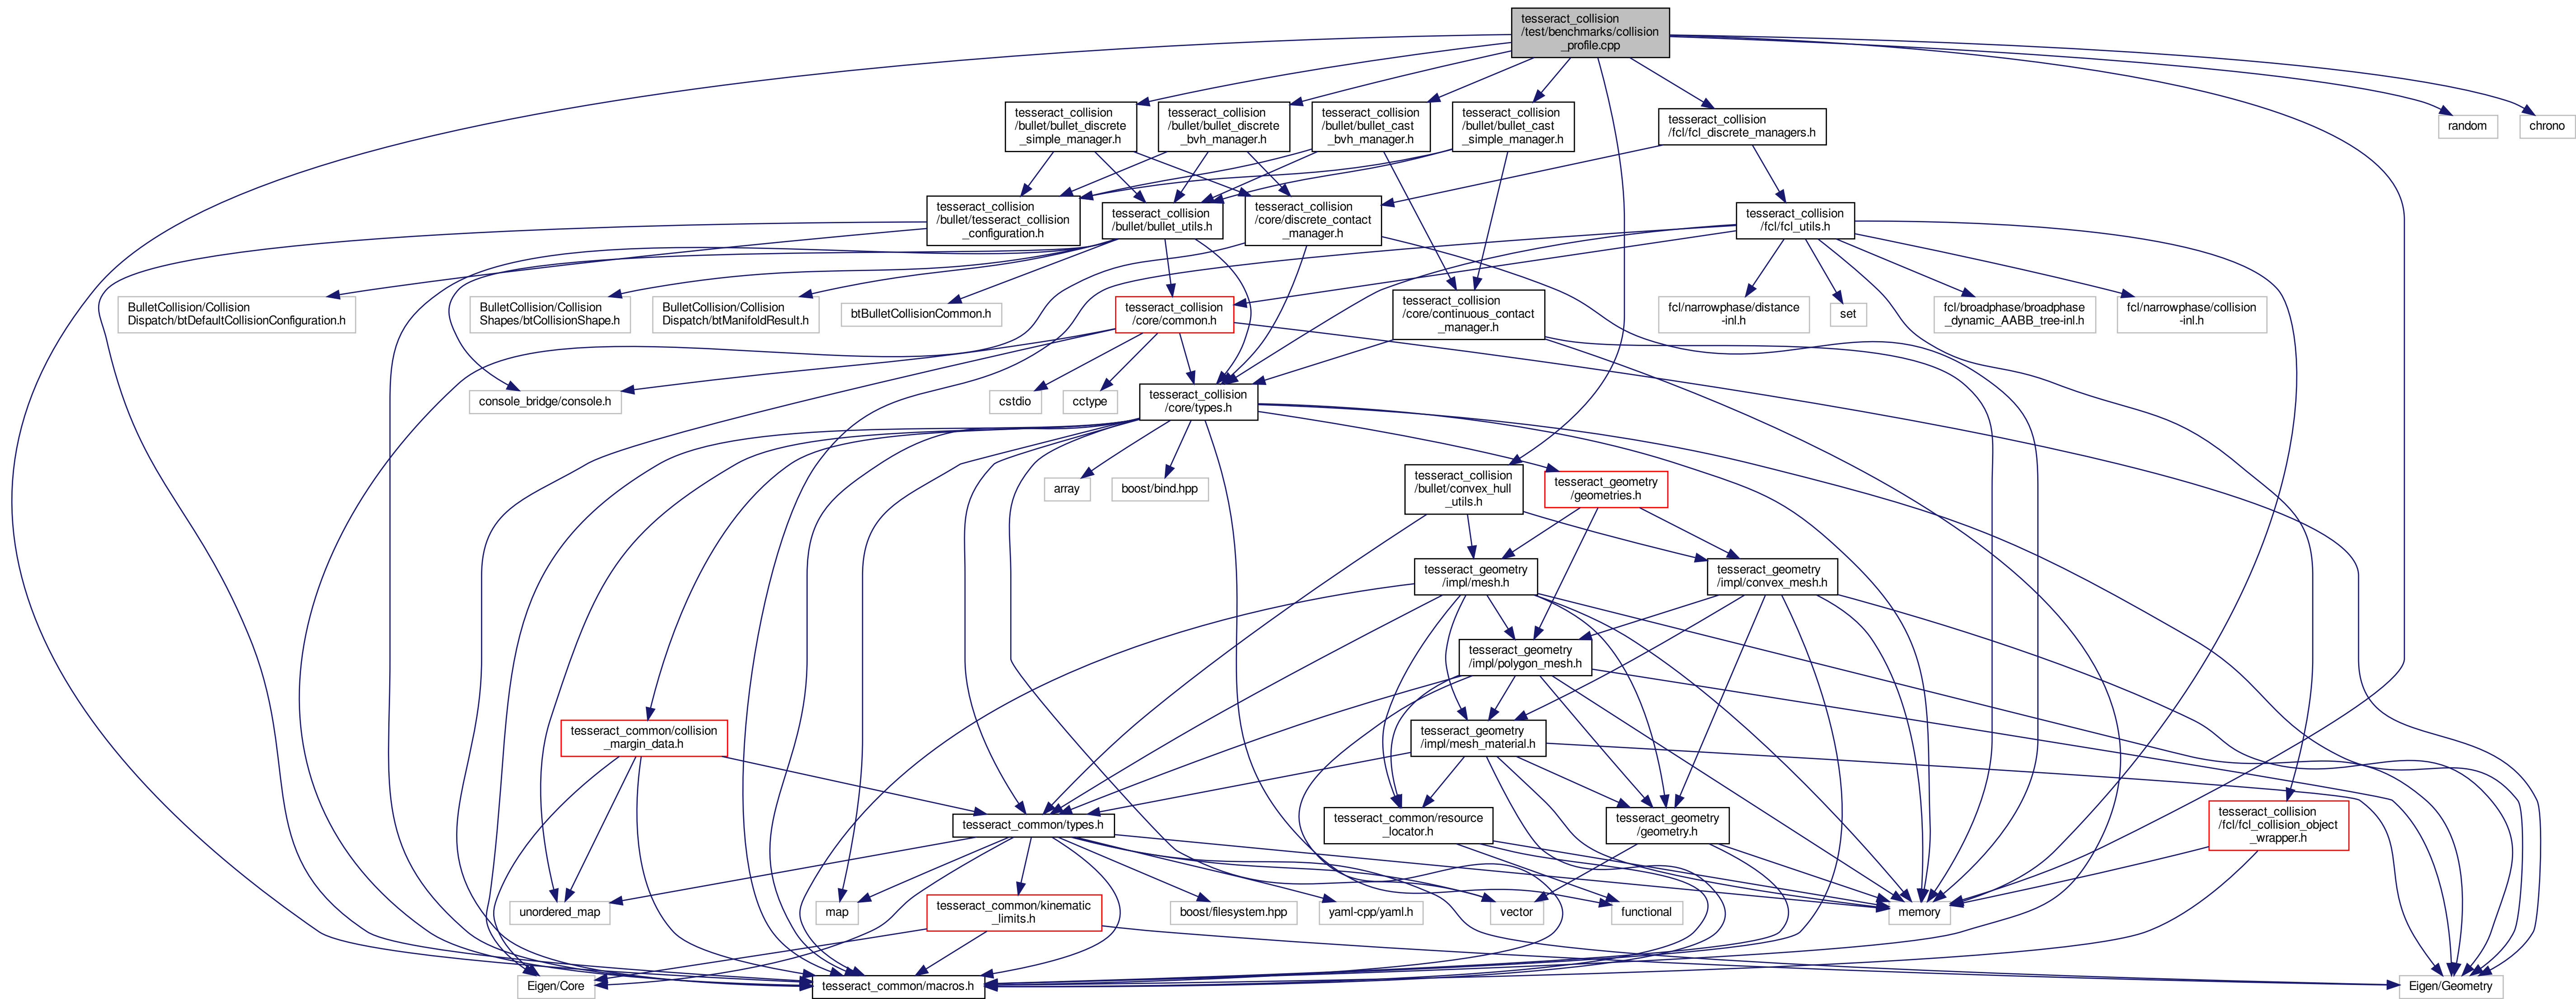 tesseract_collision
/test/benchmarks/collision
_profile.cpp
tesseract_collision
/bullet/bullet_discrete
_simple_manager.h
tesseract_collision
/bullet/bullet_discrete
_bvh_manager.h
tesseract_collision
/bullet/bullet_cast
_bvh_manager.h
tesseract_collision
/bullet/bullet_cast
_simple_manager.h
tesseract_collision
/fcl/fcl_discrete_managers.h
random
chrono
tesseract_collision
/bullet/tesseract_collision
_configuration.h
tesseract_collision
/bullet/bullet_utils.h
tesseract_collision
/core/discrete_contact
_manager.h
tesseract_collision
/fcl/fcl_utils.h
BulletCollision/Collision
Dispatch/btDefaultCollisionConfiguration.h
BulletCollision/Collision
Shapes/btCollisionShape.h
BulletCollision/Collision
Dispatch/btManifoldResult.h
btBulletCollisionCommon.h
tesseract_collision
/core/common.h
tesseract_collision
/core/continuous_contact
_manager.h
fcl/narrowphase/distance
-inl.h
set
fcl/broadphase/broadphase
_dynamic_AABB_tree-inl.h
fcl/narrowphase/collision
-inl.h
console_bridge/console.h
cstdio
cctype
tesseract_collision
/core/types.h
array
boost/bind.hpp
tesseract_collision
/bullet/convex_hull
_utils.h
tesseract_geometry
/geometries.h
tesseract_geometry
/impl/mesh.h
tesseract_geometry
/impl/convex_mesh.h
tesseract_geometry
/impl/polygon_mesh.h
tesseract_common/collision
_margin_data.h
tesseract_geometry
/impl/mesh_material.h
tesseract_common/types.h
tesseract_common/resource
_locator.h
tesseract_geometry
/geometry.h
tesseract_collision
/fcl/fcl_collision_object
_wrapper.h
unordered_map
map
tesseract_common/kinematic
_limits.h
boost/filesystem.hpp
yaml-cpp/yaml.h
vector
functional
memory
Eigen/Core
tesseract_common/macros.h
Eigen/Geometry